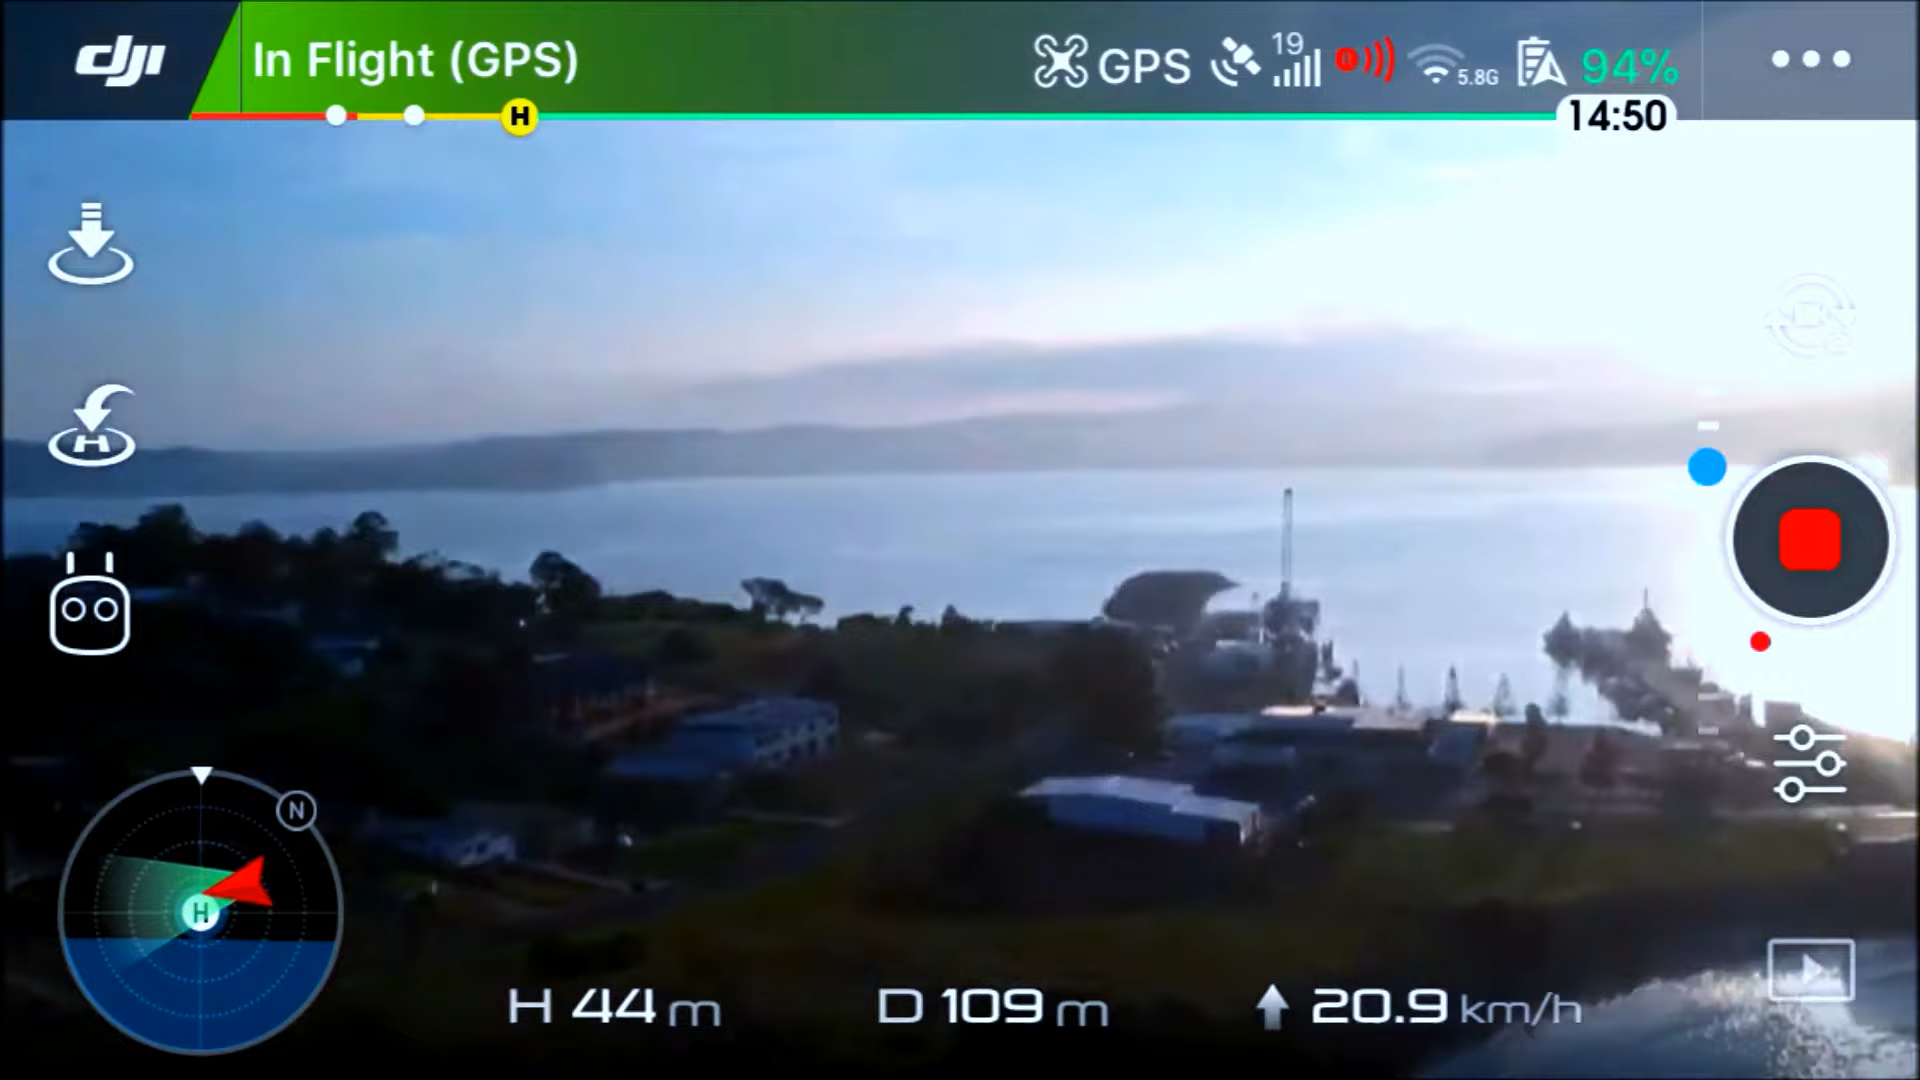 dji
In Flight (GPS)
GPS
19
5.8G
94%
H
14:50
N
H
H 44 m
D 109 m
20.9 km/h